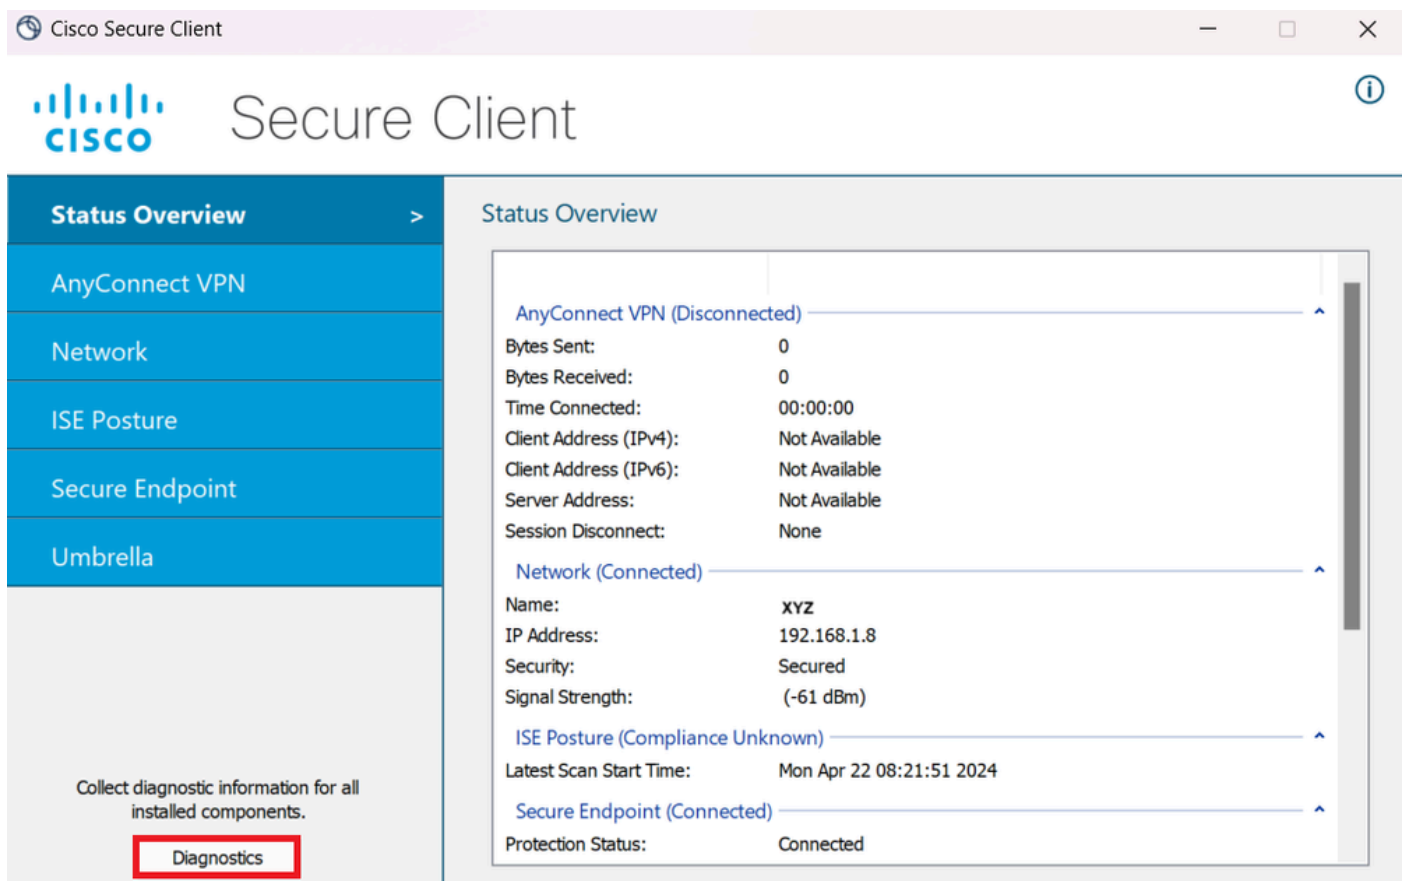 Cisco Secure Client
CISCO Secure Client
Status Overview >
AnyConnect VPN
Network
ISE Posture
Secure Endpoint
Umbrella
Collect diagnostic information for all
installed components.
Diagnostics
Status Overview
AnyConnect VPN (Disconnected)
Bytes Sent: 0
Bytes Received: 0
Time Connected: 00:00:00
Client Address (IPv4): Not Available
Client Address (IPv6): Not Available
Server Address: Not Available
Session Disconnect: None
Network (Connected)
Name: XYZ
IP Address: 192.168.1.8
Security: Secured
Signal Strength: (-61 dBm)
ISE Posture (Compliance Unknown)
Latest Scan Start Time: Mon Apr 22 08:21:51 2024
Secure Endpoint (Connected)
Protection Status: Connected